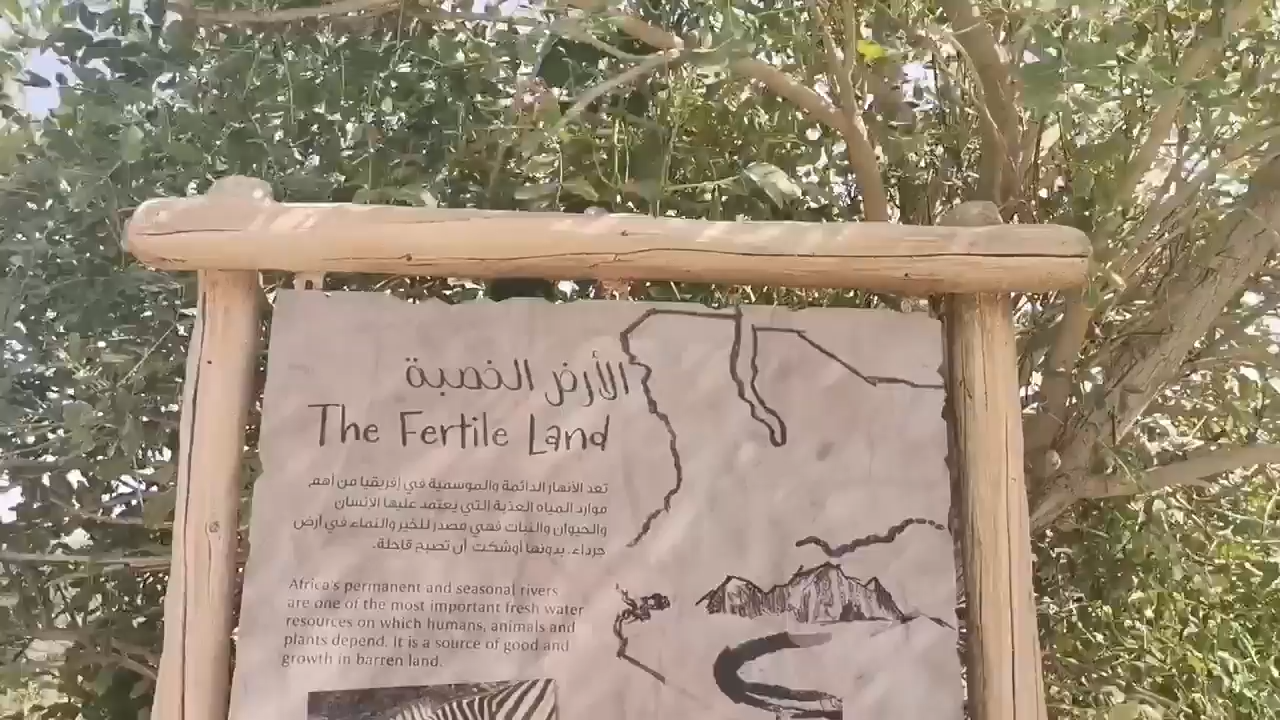 الأرض الخصبة
The Fertile Land
تعد الأنهار الدائمة والموسمية في إفريقيا من أهم
موارد المياه العذبة التي يعتمد عليها الأنسان
والحيوان والنبات فهي مصدر للخير والنماء في أرض
جرداء. بدونها أوشكت أن تصبح قاحلة.
Africa's permanent and seasonal rivers
are one of the most important fresh water
resources on which humans, animals and
plants depend. It is a source of good and
growth in barren land.